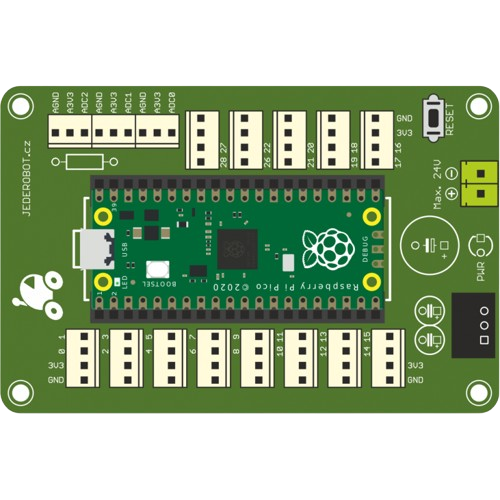 AGND
A3V3
ADC2
AGND
A3V3
ADC1
AGND
A3V3
ADC0
GND
3V3
28 27
26 22
21 20
19 18
17 16
RESET
JEDEROBOT.cz
Max. 24V
39
USB
LED
2
BOOTSEL
Raspberry Pi Pico ©2020
DEBUG
PWR
0 1
2 3
4 5
6 7
8 9
10 11
12 13
14 15
3V3
GND
3V3
GND